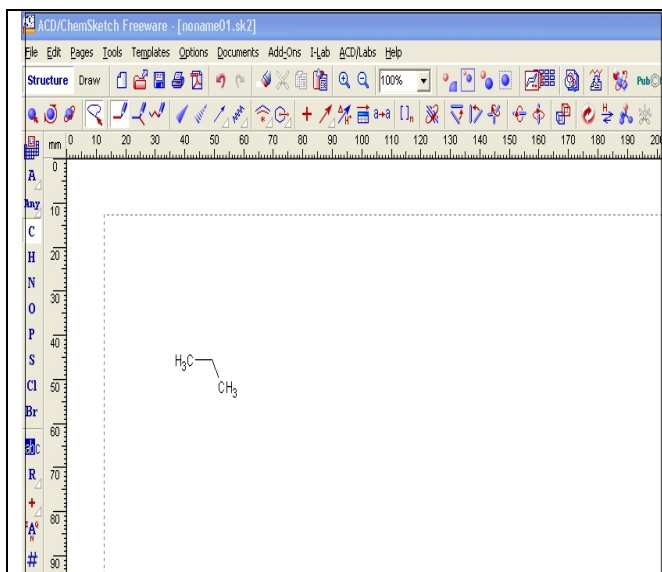 ACD/ChemSketch Freeware - [noname01.sk2]
File Edit Pages Tools Templates Options Documents Add-Ons I-Lab ACD/Labs Help
Structure Draw 100% Pub
a→a []n
mm 0 10 20 30 40 50 60 70 80 90 100 110 120 130 140 150 160 170 180 190 20
0
A
Any
10
C
H
20
N
O
30
P
40
S
Cl
50
Br
60
abc
R
70
+
80
A
#
90
H₃C
CH₃